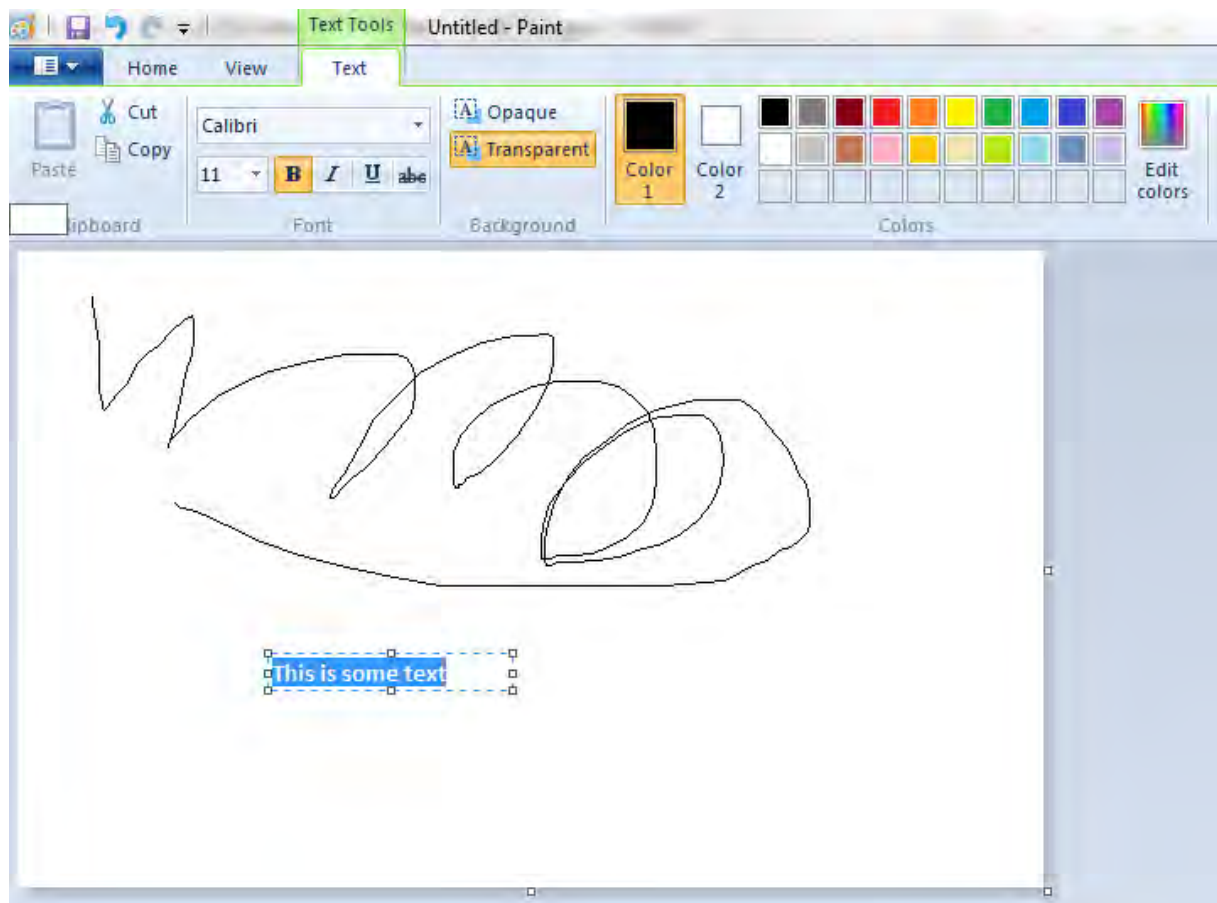 Text Tools Untitled - Paint
Home View Text
Cut
Copy
Paste
Calibri
11 B I U abc
Opaque
Transparent
Color 1
Color 2
Edit colors
ipboard Font Background Colors
This is some text